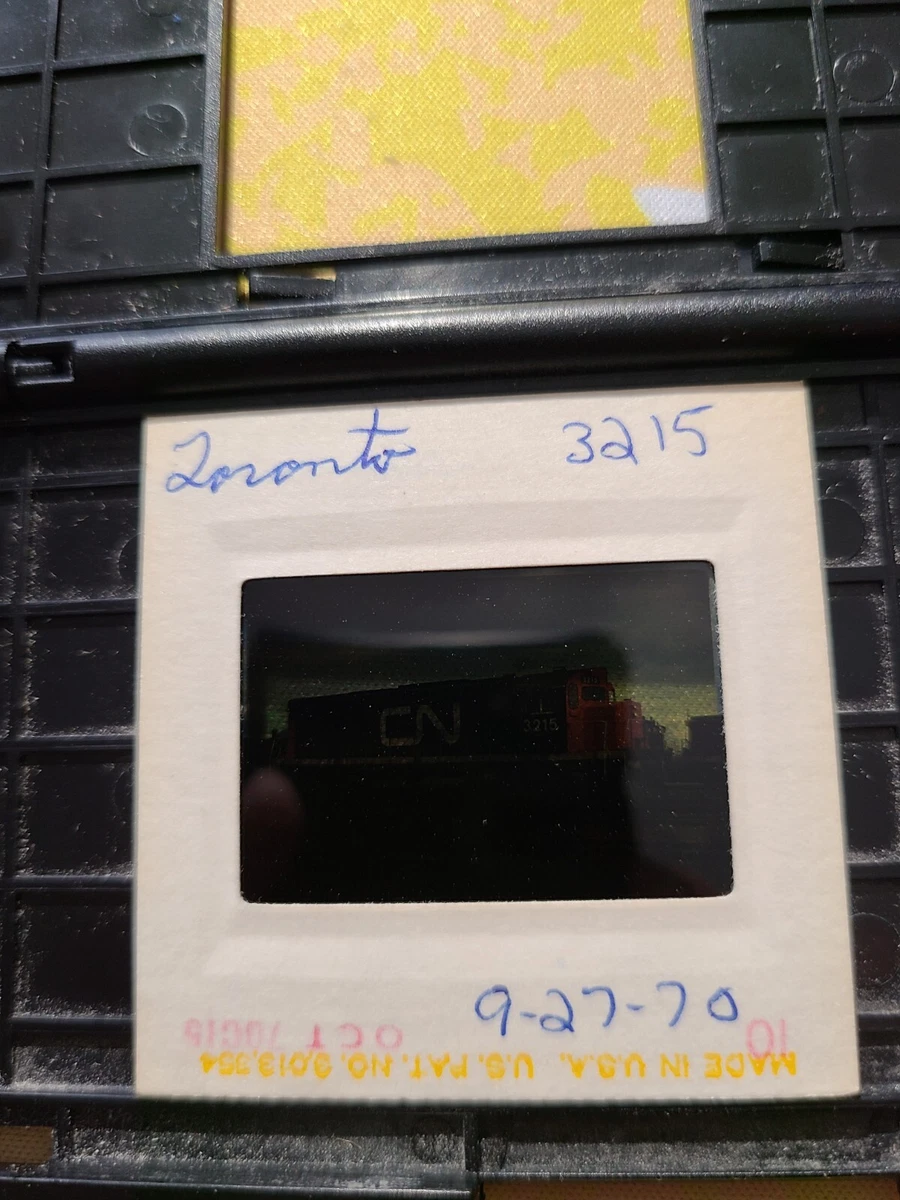 Toronto 3215
CN 3215
9-27-70
10
OCT 70C18
MADE IN U.S.A. U.S. PAT. NO. 3,013,354